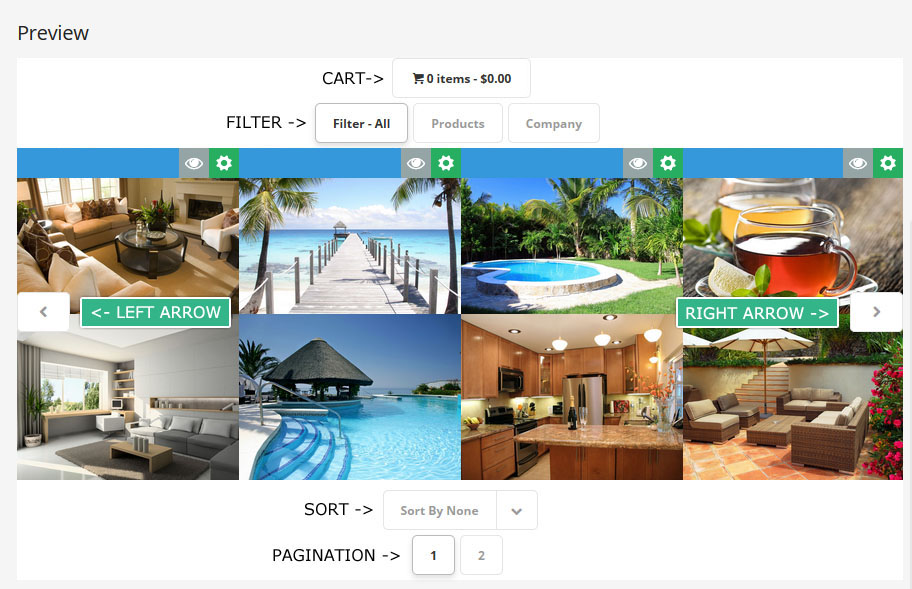 Preview
CART-> 0 items - $0.00
FILTER -> Filter - All Products Company
<- LEFT ARROW RIGHT ARROW ->
SORT -> Sort By None
PAGINATION -> 1 2